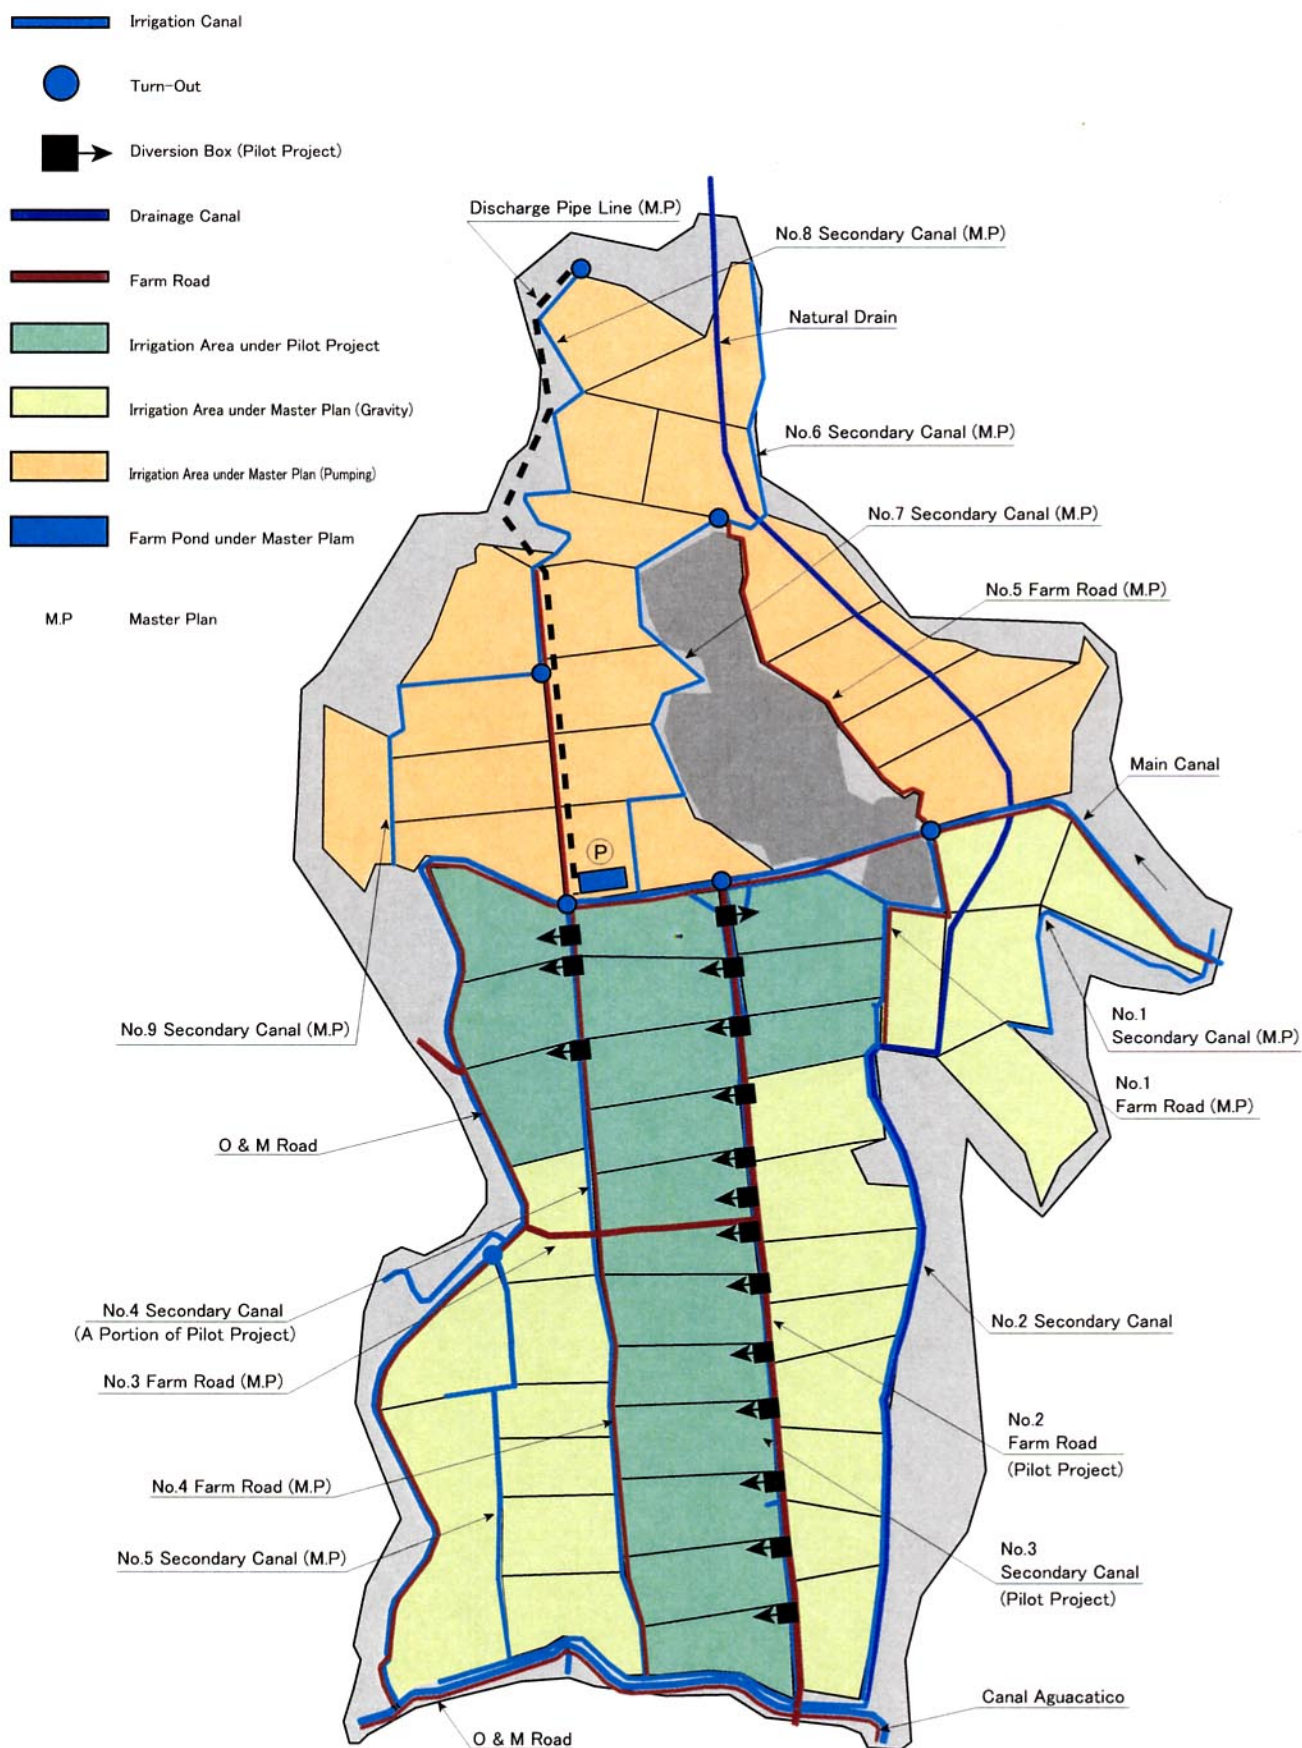 Irrigation Canal
Turn-Out
Diversion Box (Pilot Project)
Drainage Canal
Farm Road
Irrigation Area under Pilot Project
Irrigation Area under Master Plan (Gravity)
Irrigation Area under Master Plan (Pumping)
Farm Pond under Master Plam
M.P Master Plan
Discharge Pipe Line (M.P)
No.8 Secondary Canal (M.P)
Natural Drain
No.6 Secondary Canal (M.P)
No.7 Secondary Canal (M.P)
No.5 Farm Road (M.P)
Main Canal
P
No.9 Secondary Canal (M.P)
No.1
Secondary Canal (M.P)
No.1
Farm Road (M.P)
O & M Road
No.4 Secondary Canal
(A Portion of Pilot Project)
No.2 Secondary Canal
No.3 Farm Road (M.P)
No.2
Farm Road
(Pilot Project)
No.4 Farm Road (M.P)
No.5 Secondary Canal (M.P)
No.3
Secondary Canal
(Pilot Project)
Canal Aguacatico
O & M Road